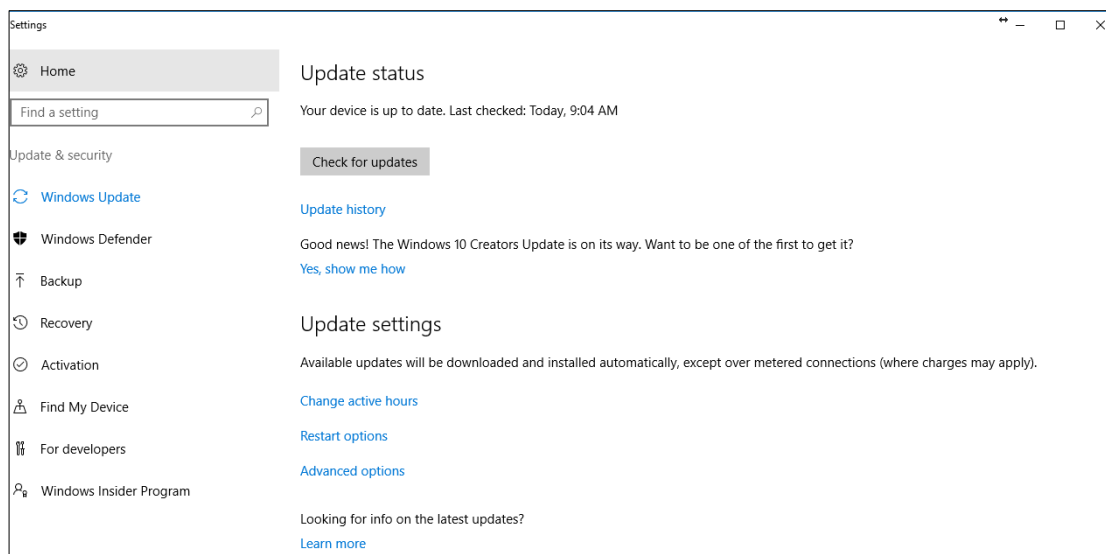 Settings
Home
Find a setting
Update & security
Windows Update
Windows Defender
Backup
Recovery
Activation
Find My Device
For developers
Windows Insider Program
Update status
Your device is up to date. Last checked: Today, 9:04 AM
Check for updates
Update history
Good news! The Windows 10 Creators Update is on its way. Want to be one of the first to get it?
Yes, show me how
Update settings
Available updates will be downloaded and installed automatically, except over metered connections (where charges may apply).
Change active hours
Restart options
Advanced options
Looking for info on the latest updates?
Learn more